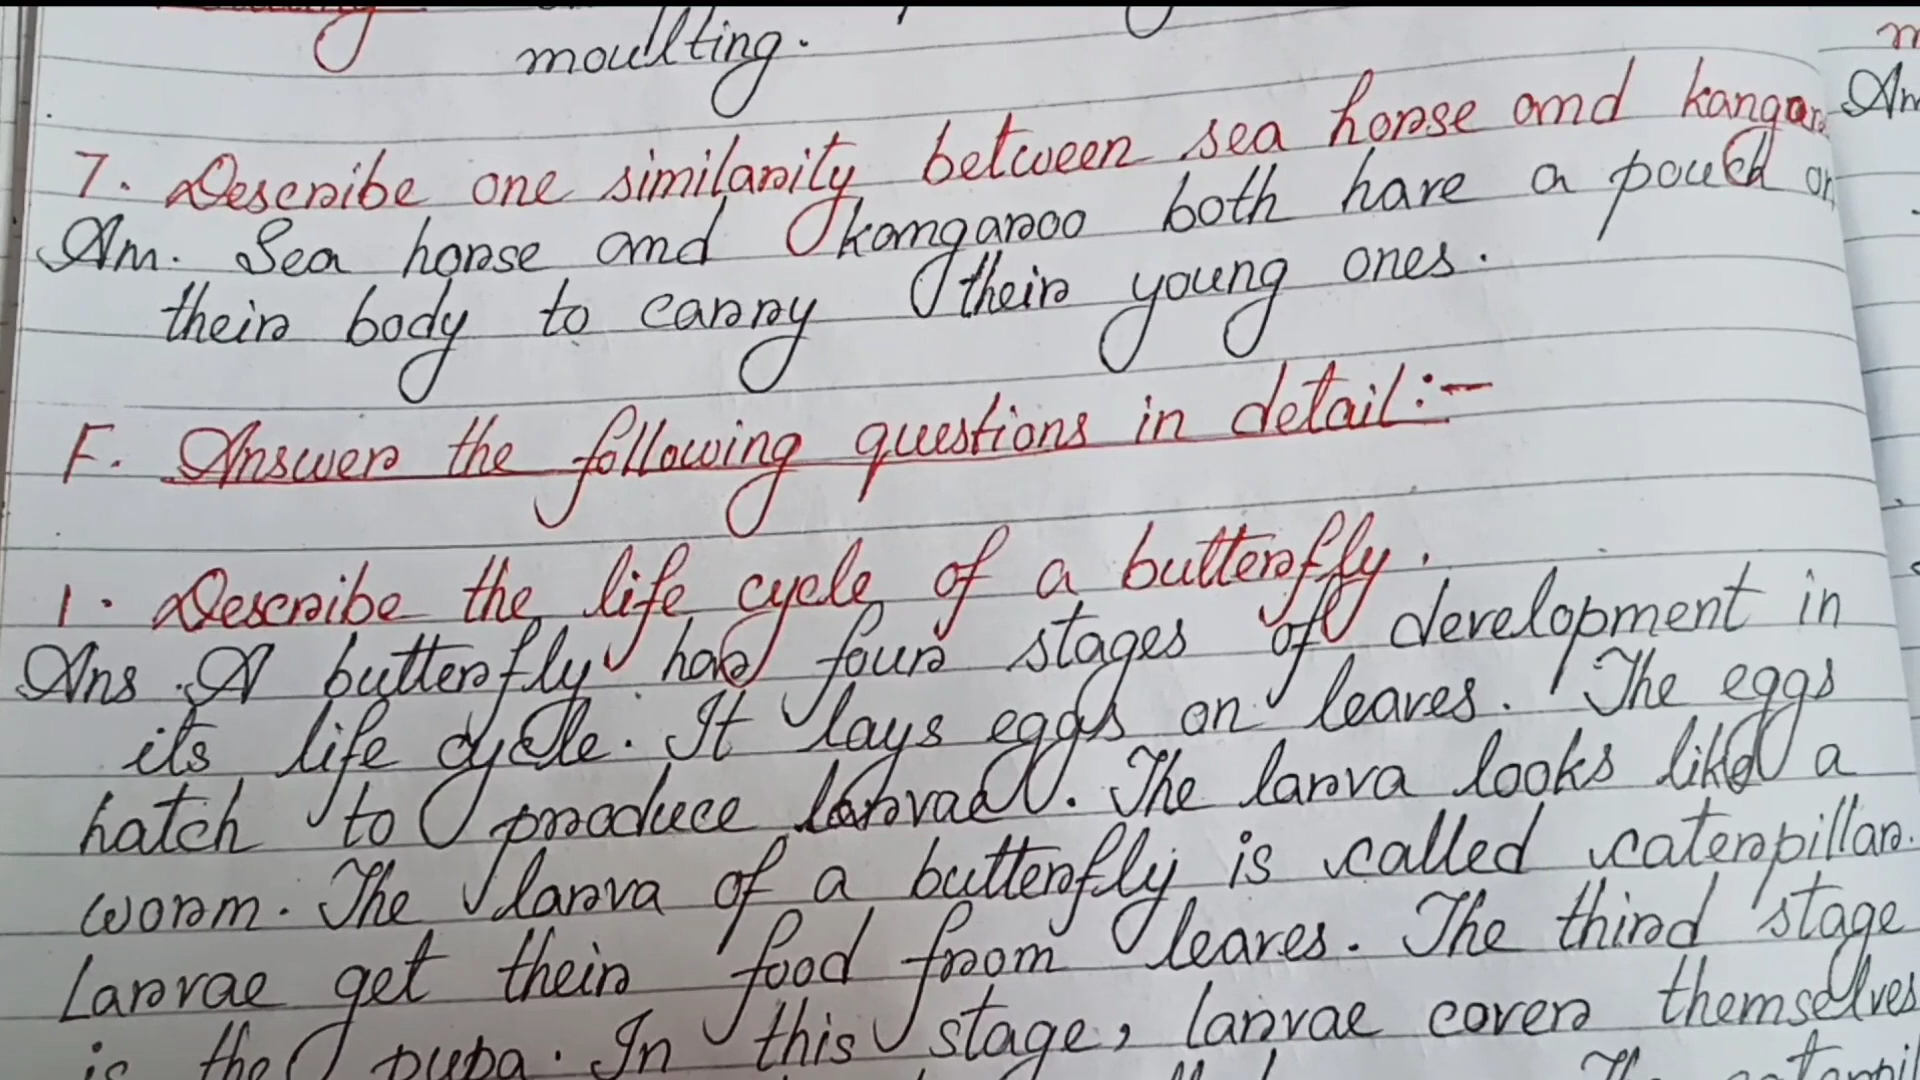 moullting.
7. Describe one similarity between sea horse and kangar
Ans. Sea horse and kangaroo both have a pouch on
their body to carry their young ones.
F. Answer the following questions in detail:-
1. Describe the life cycle of a butterfly.
Ans. A butterfly has four stages of development in
its life cycle. It lays eggs on leaves. The eggs
hatch to produce larvae. The larva looks like a
worm. The larva of a butterfly is called caterpillar.
Larvae get their food from leaves. The third stage
is the pupa. In this stage, larvae cover themselves